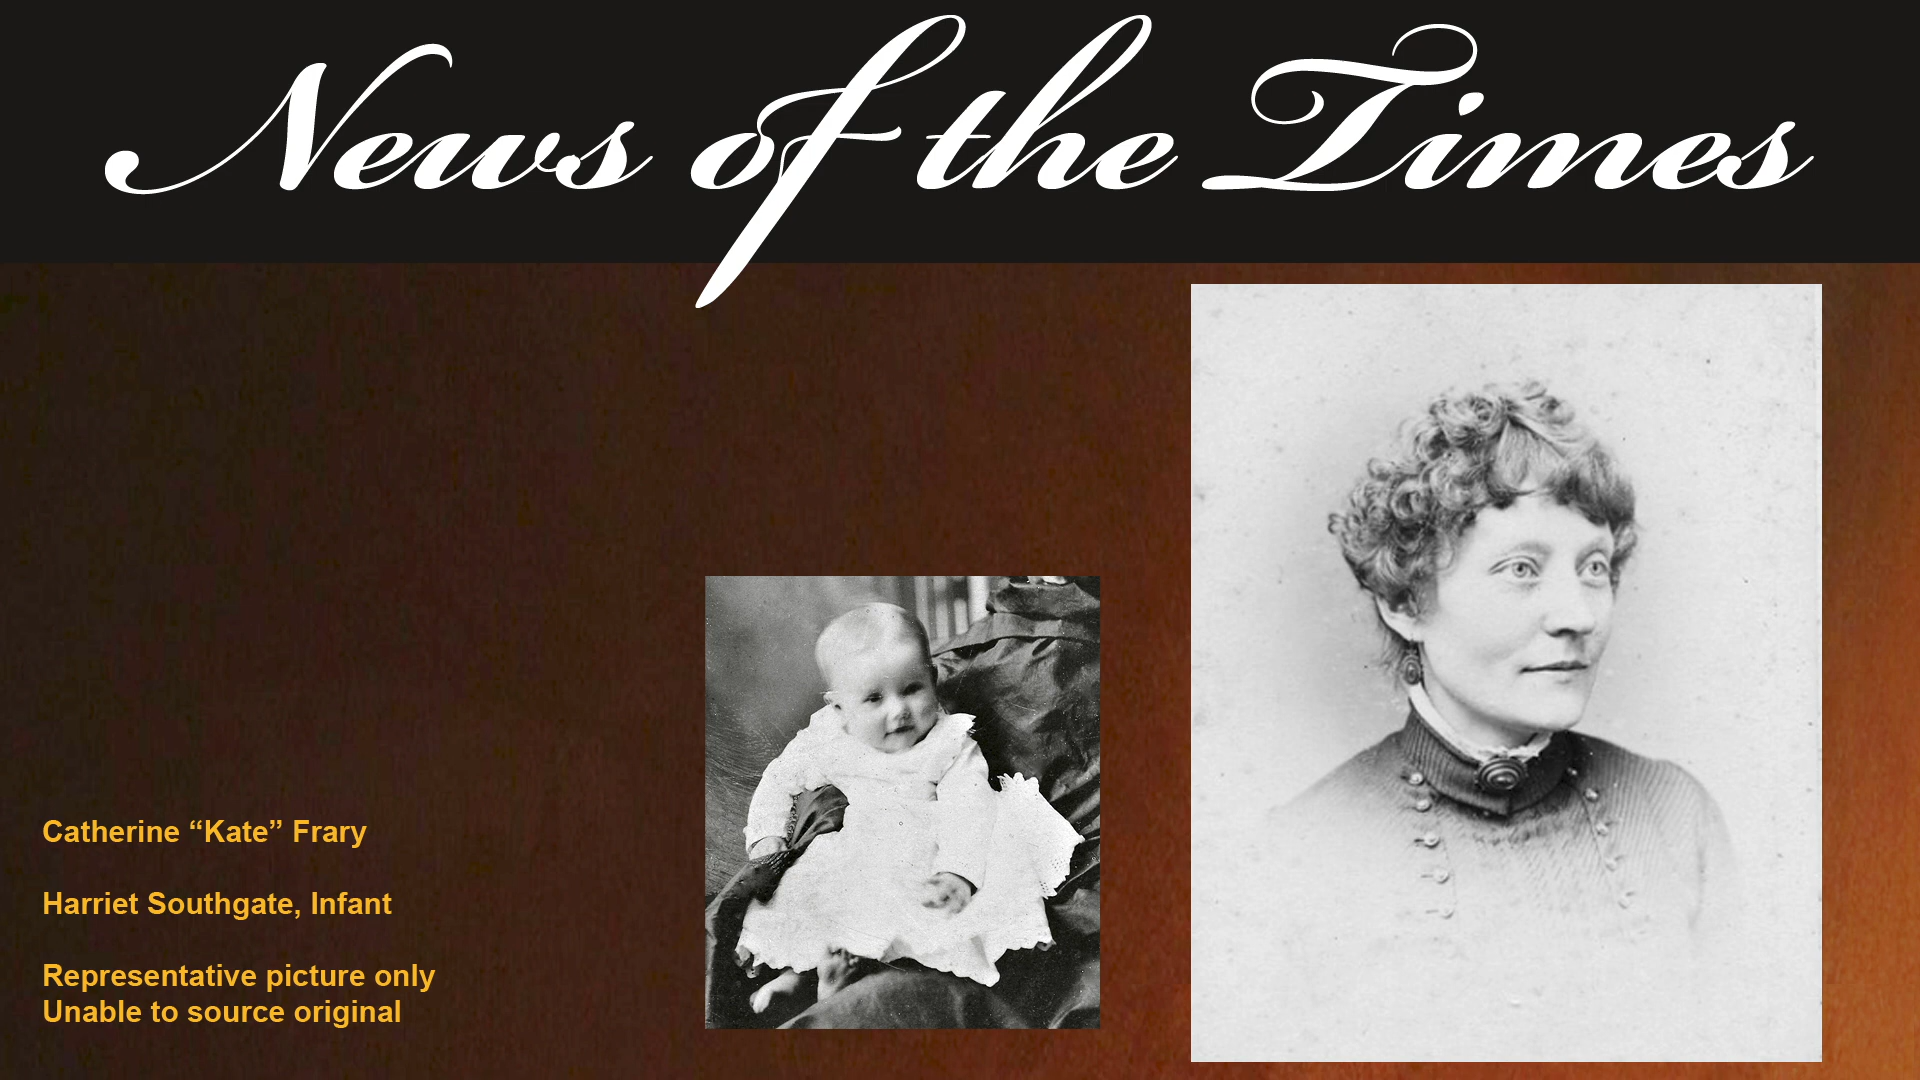 News of the Times
Catherine “Kate” Frary
Harriet Southgate, Infant
Representative picture only
Unable to source original